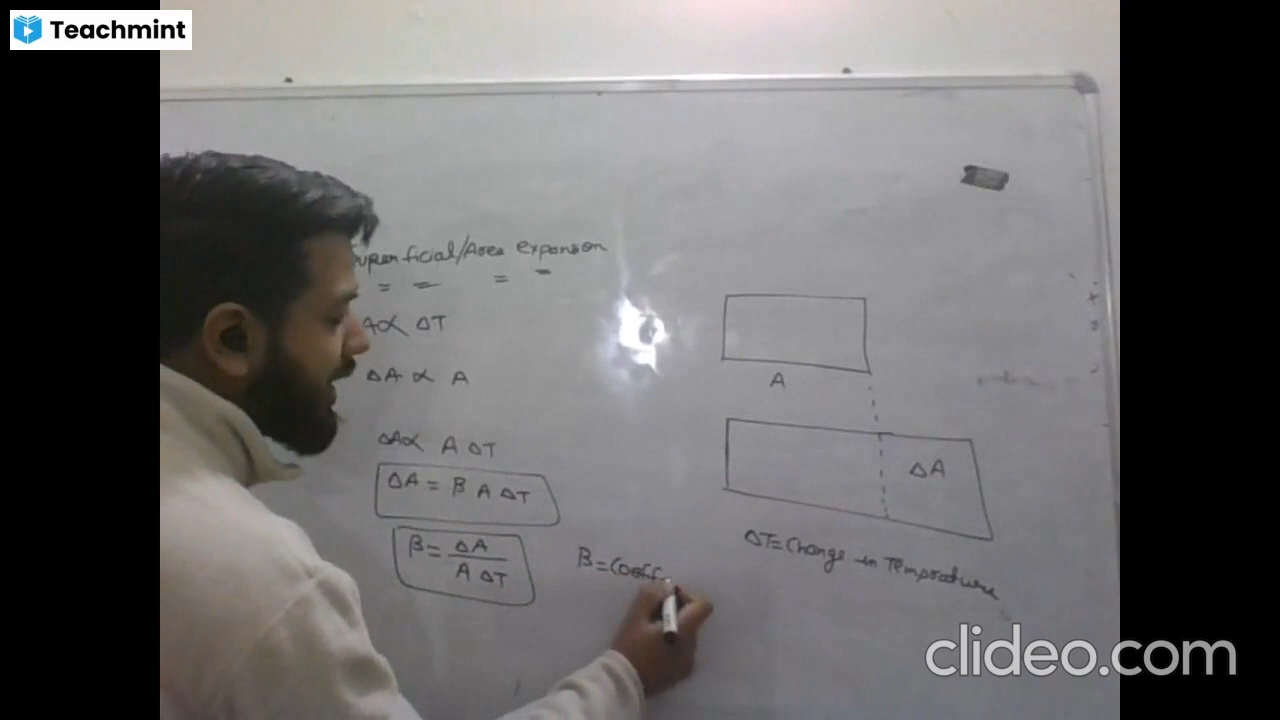 Teachmint
Superficial/Area expansion
ΔA ∝ ΔT
ΔA ∝ A
ΔA ∝ A ΔT
ΔA = β A ΔT
β = ΔA / A ΔT
β = Coeff
A
ΔA
ΔT = Change in Temprature
clideo.com